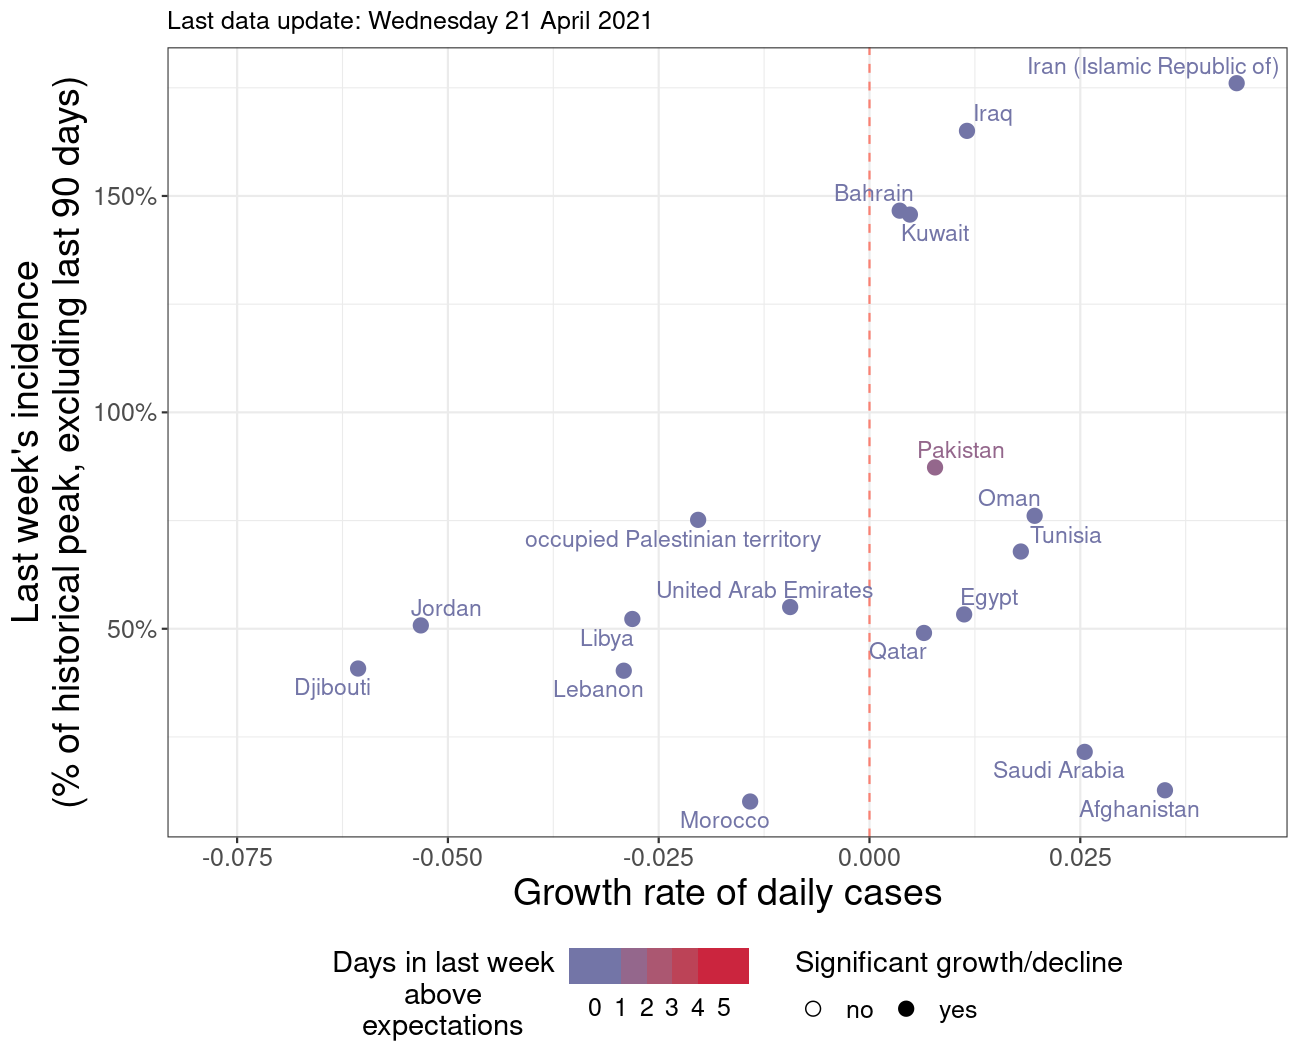 Last data update: Wednesday 21 April 2021
Last week's incidence
(% of historical peak, excluding last 90 days)
Iran (Islamic Republic of)
Iraq
150%
Bahrain
Kuwait
100%
Pakistan
Oman
Tunisia
occupied Palestinian territory
United Arab Emirates
Egypt
Jordan
50%
Libya
Qatar
Djibouti
Lebanon
Saudi Arabia
Afghanistan
Morocco
-0.075 -0.050 -0.025 0.000 0.025
Growth rate of daily cases
Days in last week
above
expectations
0 1 2 3 4 5
Significant growth/decline
no yes